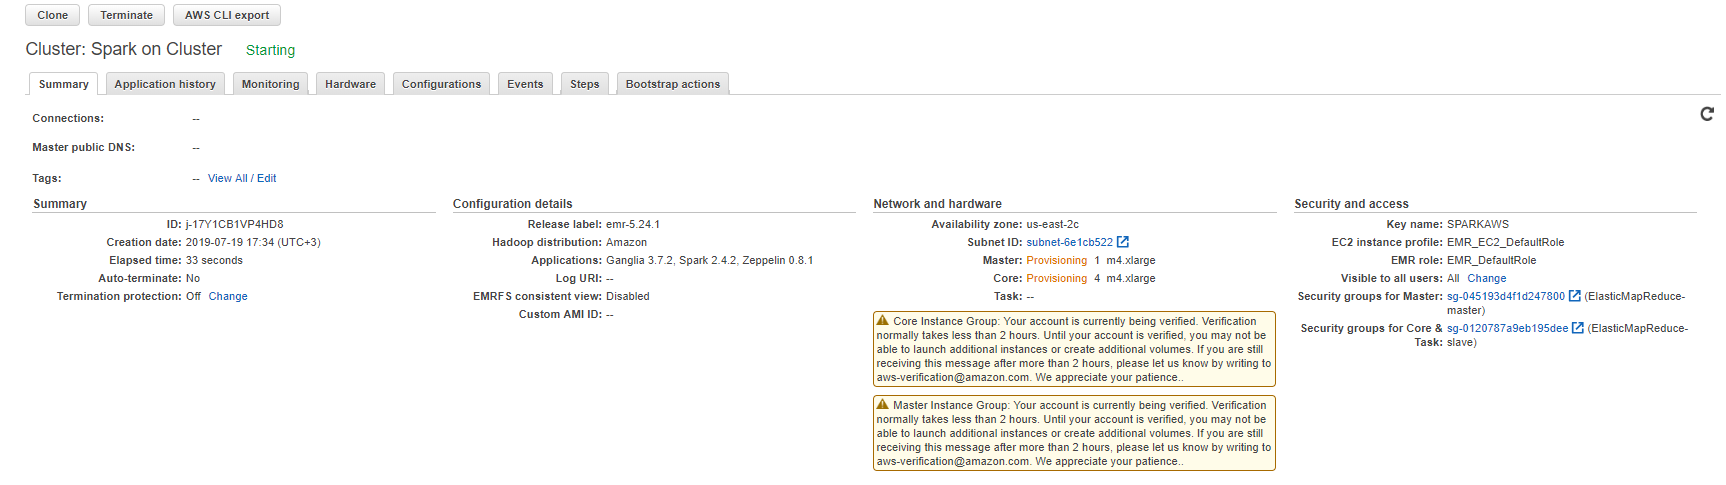 Clone Terminate AWS CLI export
Cluster: Spark on Cluster Starting
Summary Application history Monitoring Hardware Configurations Events Steps Bootstrap actions
Connections: --
Master public DNS: --
Tags: -- View All / Edit
Summary
ID: j-17Y1CB1VP4HD8
Creation date: 2019-07-19 17:34 (UTC+3)
Elapsed time: 33 seconds
Auto-terminate: No
Termination protection: Off Change
Configuration details
Release label: emr-5.24.1
Hadoop distribution: Amazon
Applications: Ganglia 3.7.2, Spark 2.4.2, Zeppelin 0.8.1
Log URI: --
EMRFS consistent view: Disabled
Custom AMI ID: --
Network and hardware
Availability zone: us-east-2c
Subnet ID: subnet-6e1cb522
Master: Provisioning 1 m4.xlarge
Core: Provisioning 4 m4.xlarge
Task: --
Core Instance Group: Your account is currently being verified. Verification
normally takes less than 2 hours. Until your account is verified, you may not be
able to launch additional instances or create additional volumes. If you are still
receiving this message after more than 2 hours, please let us know by writing to
aws-verification@amazon.com. We appreciate your patience..
Master Instance Group: Your account is currently being verified. Verification
normally takes less than 2 hours. Until your account is verified, you may not be
able to launch additional instances or create additional volumes. If you are still
receiving this message after more than 2 hours, please let us know by writing to
aws-verification@amazon.com. We appreciate your patience..
Security and access
Key name: SPARKAWS
EC2 instance profile: EMR_EC2_DefaultRole
EMR role: EMR_DefaultRole
Visible to all users: All Change
Security groups for Master: sg-045193d4f1d247800 (ElasticMapReduce-
master)
Security groups for Core & sg-0120787a9eb195dee (ElasticMapReduce-
Task: slave)